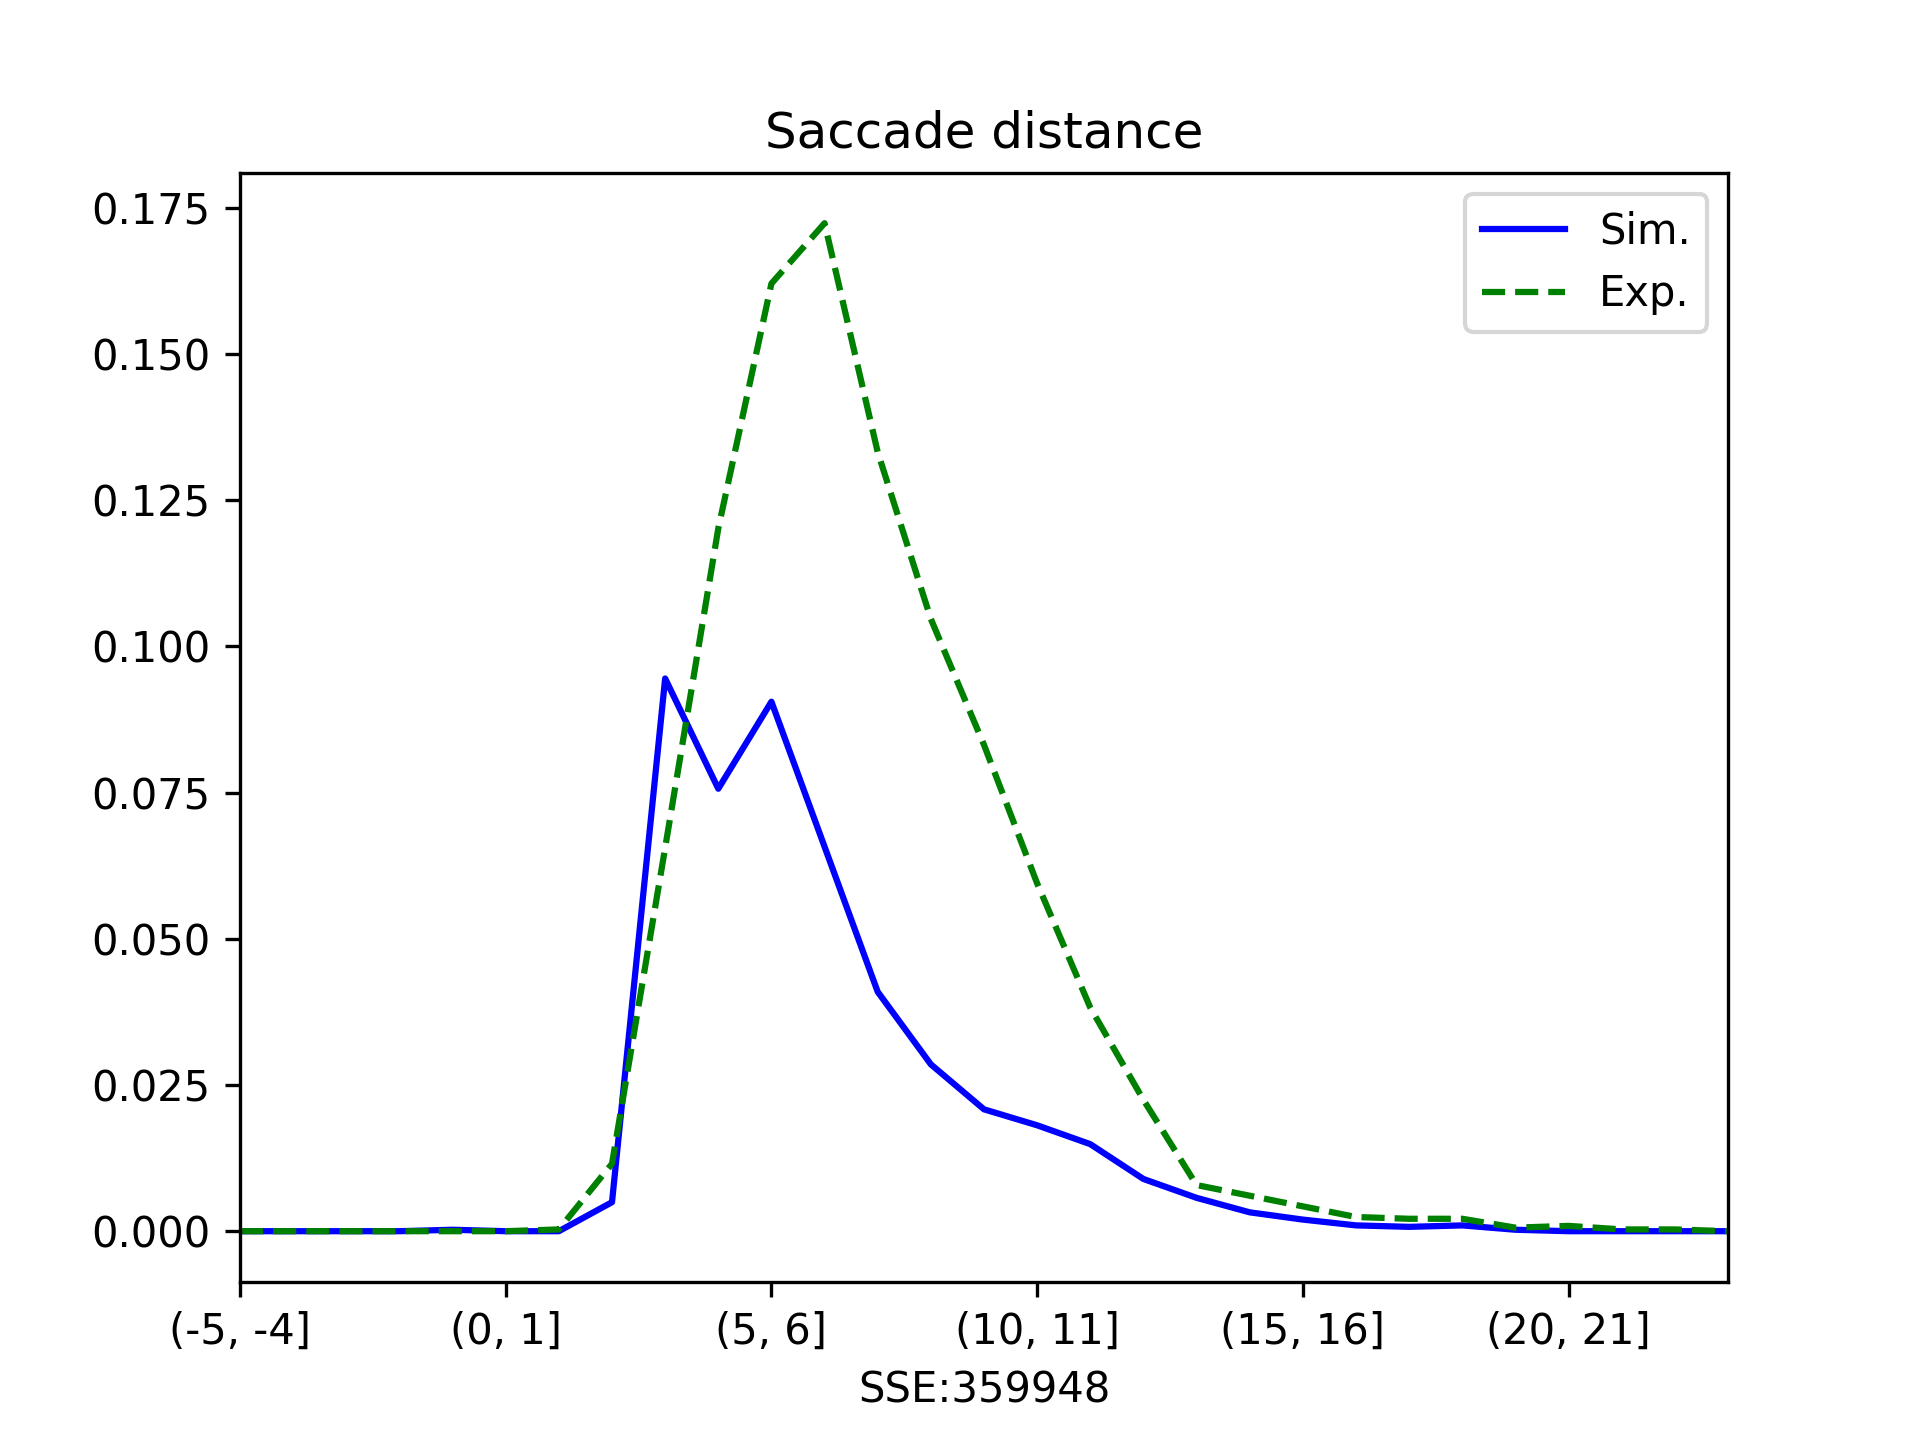 Saccade distance
0.175
0.150
0.125
0.100
0.075
0.050
0.025
0.000
Sim.
Exp.
(-5, -4] (0, 1] (5, 6] (10, 11] (15, 16] (20, 21]
SSE:359948